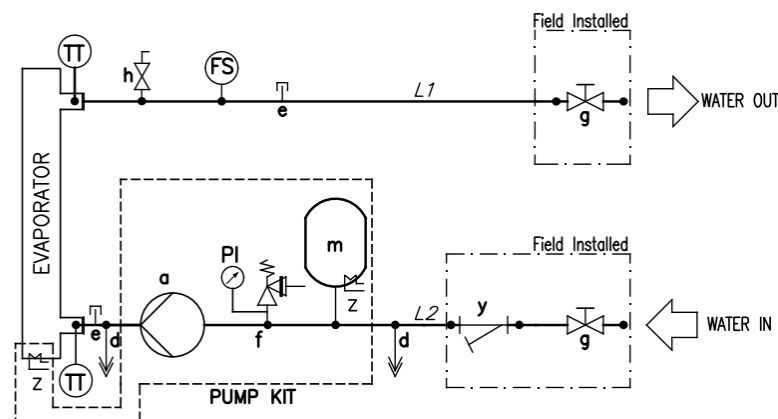 Field Installed
TT
h
FS
e
L1
g
WATER OUT
EVAPORATOR
m
Field Installed
PI
a
Z
L2
y
e
d
f
d
g
WATER IN
Z
TT
PUMP KIT